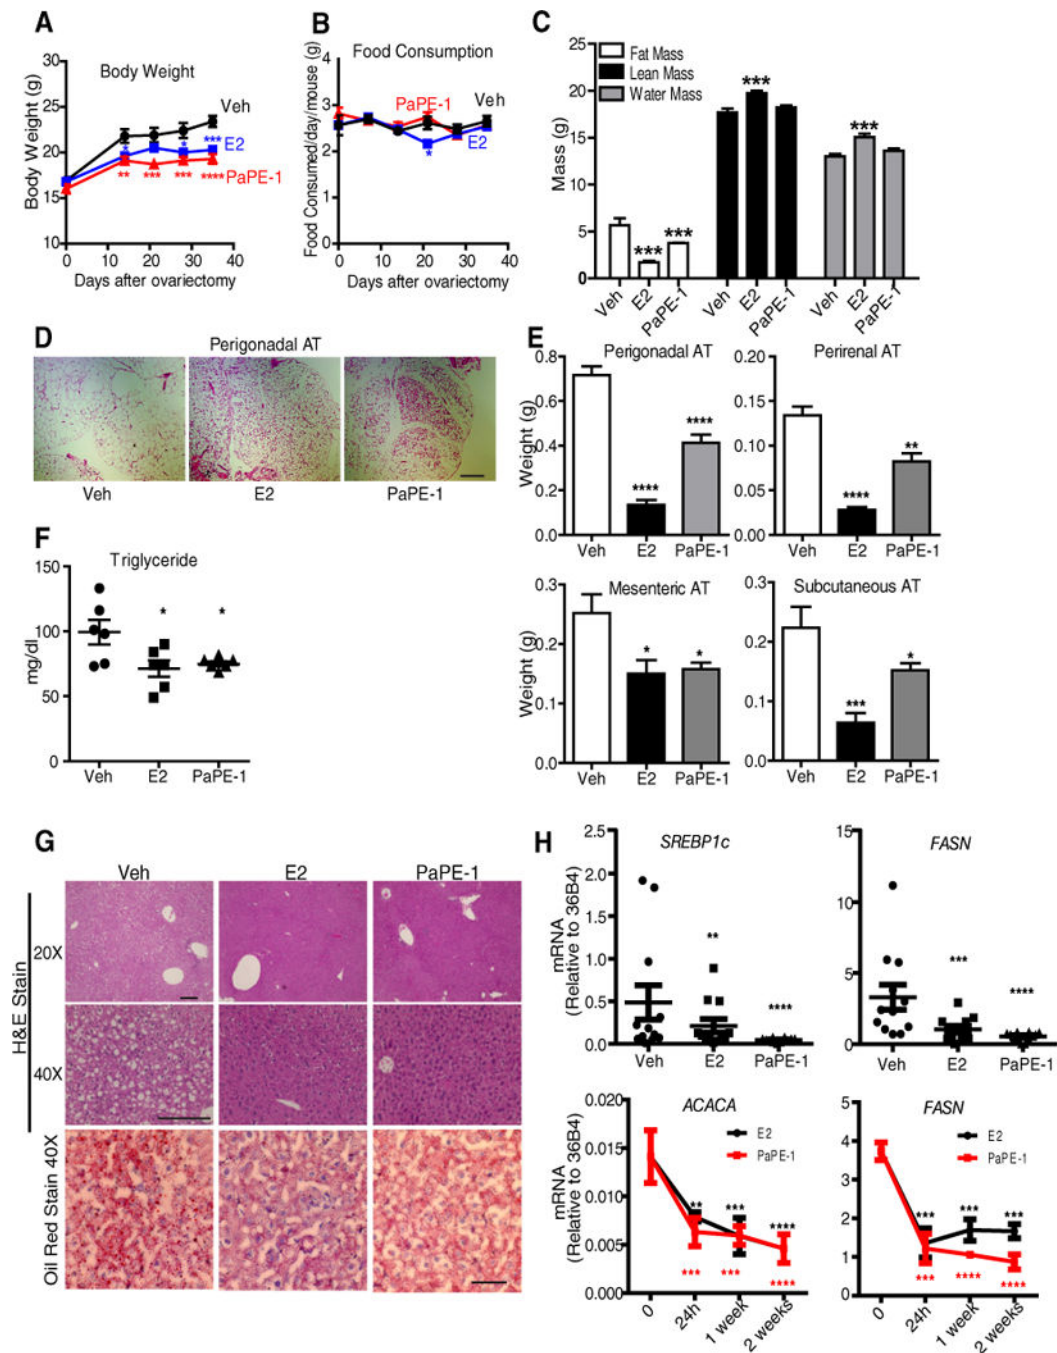 A
Body Weight
Body Weight (g)
30
25
20
15
10
Veh
***
*
*
E2
** *** *** ****
PaPE-1
0 10 20 30 40
Days after ovariectomy
B
Food Consumption
Food Consumed/day/mouse (g)
4
3
2
1
0
PaPE-1
Veh
*
E2
0 10 20 30 40
Days after ovariectomy
C
Mass (g)
25
20
15
10
5
0
Fat Mass
Lean Mass
Water Mass
*** *** *** ***
Veh E2 PaPE-1 Veh E2 PaPE-1 Veh E2 PaPE-1
D
Perigonadal AT
Veh E2 PaPE-1
E
Perigonadal AT
Weight (g)
0.8
0.6
0.4
0.2
0.0
**** ****
Veh E2 PaPE-1
Perirenal AT
0.20
0.15
0.10
0.05
0.00
**** **
Veh E2 PaPE-1
Mesenteric AT
Weight (g)
0.3
0.2
0.1
0.0
* *
Veh E2 PaPE-1
Subcutaneous AT
0.3
0.2
0.1
0.0
*** *
Veh E2 PaPE-1
F
Triglyceride
mg/dl
150
100
50
0
* *
Veh E2 PaPE-1
G
Veh E2 PaPE-1
H&E Stain
20X
40X
Oil Red Stain 40X
H
SREBP1c
mRNA
(Relative to 36B4)
2.5
2.0
1.5
1.0
0.5
0.0
** ****
Veh E2 PaPE-1
FASN
15
10
5
0
*** ****
Veh E2 PaPE-1
ACACA
mRNA
(Relative to 36B4)
0.020
0.015
0.010
0.005
0.000
E2
PaPE-1
** *** ****
*** *** ****
0 24h 1 week 2 weeks
FASN
5
4
3
2
1
0
E2
PaPE-1
*** *** ***
*** **** ****
0 24h 1 week 2 weeks